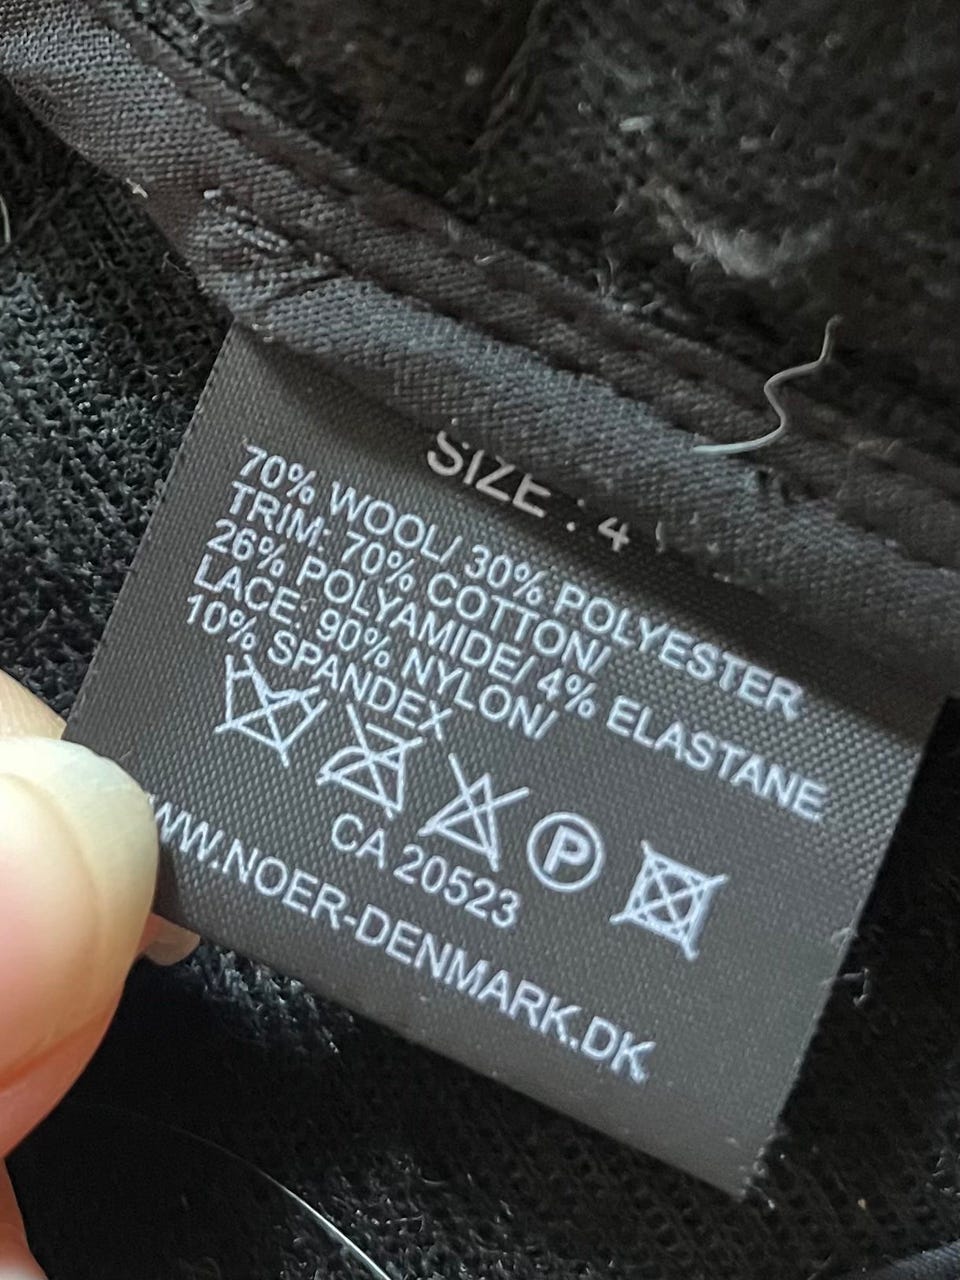 SIZE : 4
70% WOOL/ 30% POLYESTER
TRIM: 70% COTTON/
26% POLYAMIDE/ 4% ELASTANE
LACE: 90% NYLON/
10% SPANDEX
P
CA 20523
WW.NOER-DENMARK.DK